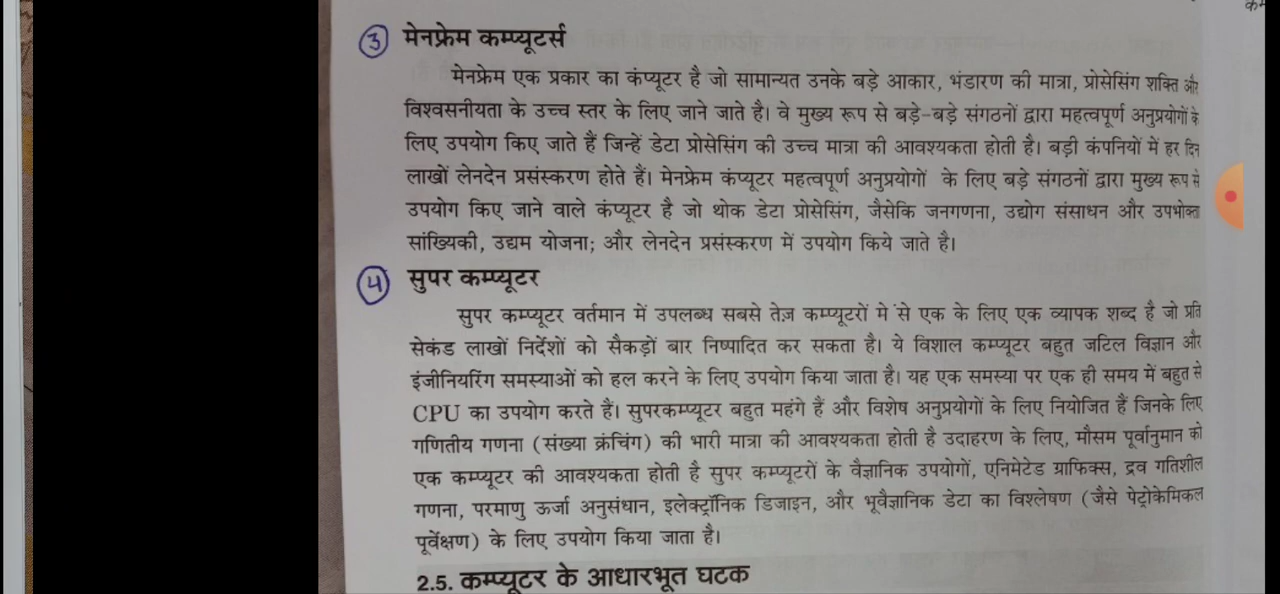 ③ मेनफ्रेम कम्प्यूटर्स
मेनफ्रेम एक प्रकार का कंप्यूटर है जो सामान्यत उनके बड़े आकार, भंडारण की मात्रा, प्रोसेसिंग शक्ति और
विश्वसनीयता के उच्च स्तर के लिए जाने जाते है। वे मुख्य रूप से बड़े-बड़े संगठनों द्वारा महत्वपूर्ण अनुप्रयोगों के
लिए उपयोग किए जाते हैं जिन्हें डेटा प्रोसेसिंग की उच्च मात्रा की आवश्यकता होती है। बड़ी कंपनियों में हर दिन
लाखों लेनदेन प्रसंस्करण होते हैं। मेनफ्रेम कंप्यूटर महत्वपूर्ण अनुप्रयोगों के लिए बड़े संगठनों द्वारा मुख्य रूप से
उपयोग किए जाने वाले कंप्यूटर है जो थोक डेटा प्रोसेसिंग, जैसेकि जनगणना, उद्योग संसाधन और उपभोक्ता
सांख्यिकी, उद्यम योजना; और लेनदेन प्रसंस्करण में उपयोग किये जाते है।
④ सुपर कम्प्यूटर
सुपर कम्प्यूटर वर्तमान में उपलब्ध सबसे तेज़ कम्प्यूटरों मे से एक के लिए एक व्यापक शब्द है जो प्रति
सेकंड लाखों निर्देशों को सैकड़ों बार निष्पादित कर सकता है। ये विशाल कम्प्यूटर बहुत जटिल विज्ञान और
इंजीनियरिंग समस्याओं को हल करने के लिए उपयोग किया जाता है। यह एक समस्या पर एक ही समय में बहुत से
CPU का उपयोग करते हैं। सुपरकम्प्यूटर बहुत महंगे हैं और विशेष अनुप्रयोगों के लिए नियोजित हैं जिनके लिए
गणितीय गणना (संख्या क्रंचिंग) की भारी मात्रा की आवश्यकता होती है उदाहरण के लिए, मौसम पूर्वानुमान को
एक कम्प्यूटर की आवश्यकता होती है सुपर कम्प्यूटरों के वैज्ञानिक उपयोगों, एनिमेटेड ग्राफिक्स, द्रव गतिशील
गणना, परमाणु ऊर्जा अनुसंधान, इलेक्ट्रॉनिक डिजाइन, और भूवैज्ञानिक डेटा का विश्लेषण (जैसे पेट्रोकेमिकल
पूर्वेक्षण) के लिए उपयोग किया जाता है।
2.5. कम्प्यूटर के आधारभूत घटक